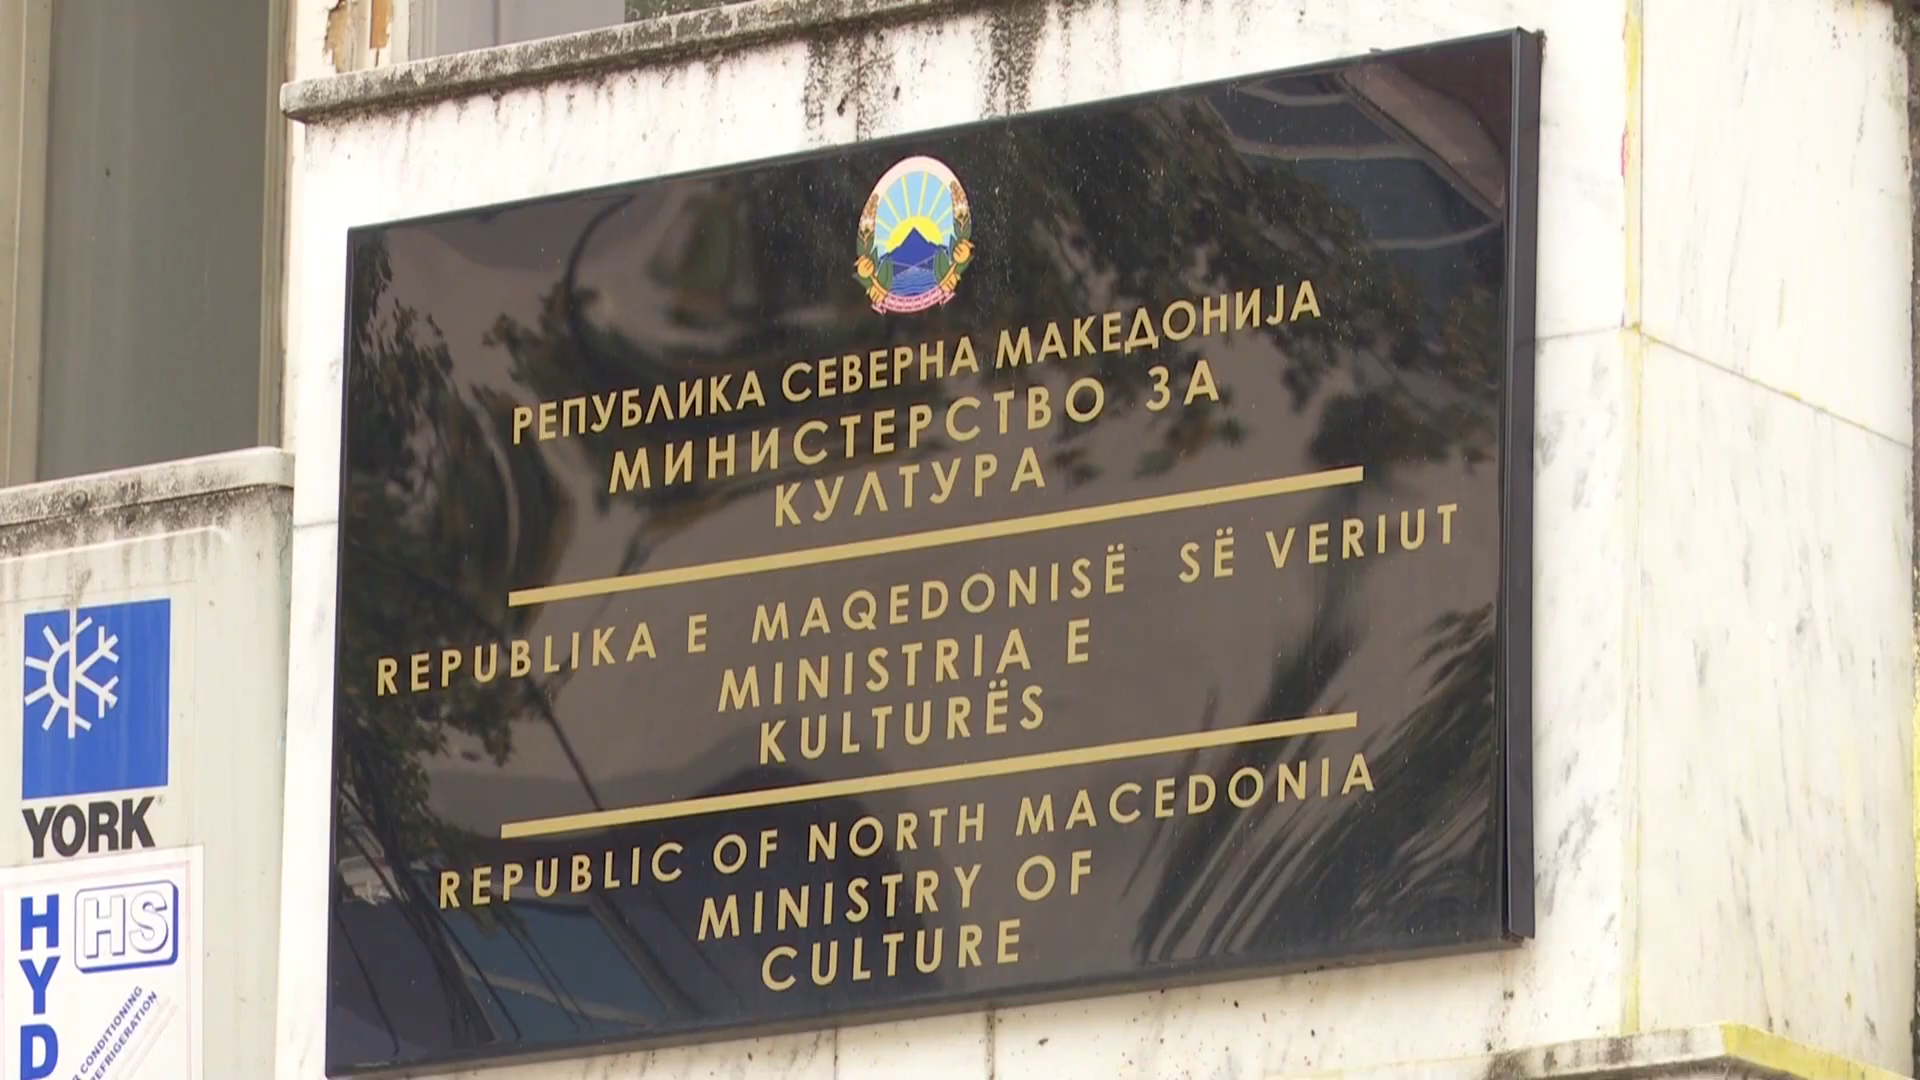 РЕПУБЛИКА СЕВЕРНА МАКЕДОНИЈА
МИНИСТЕРСТВО ЗА
КУЛТУРА
REPUBLIKA E MAQEDONISË SË VERIUT
MINISTRIA E
KULTURËS
REPUBLIC OF NORTH MACEDONIA
MINISTRY OF
CULTURE
YORK
HS
HYD
CONDITIONING